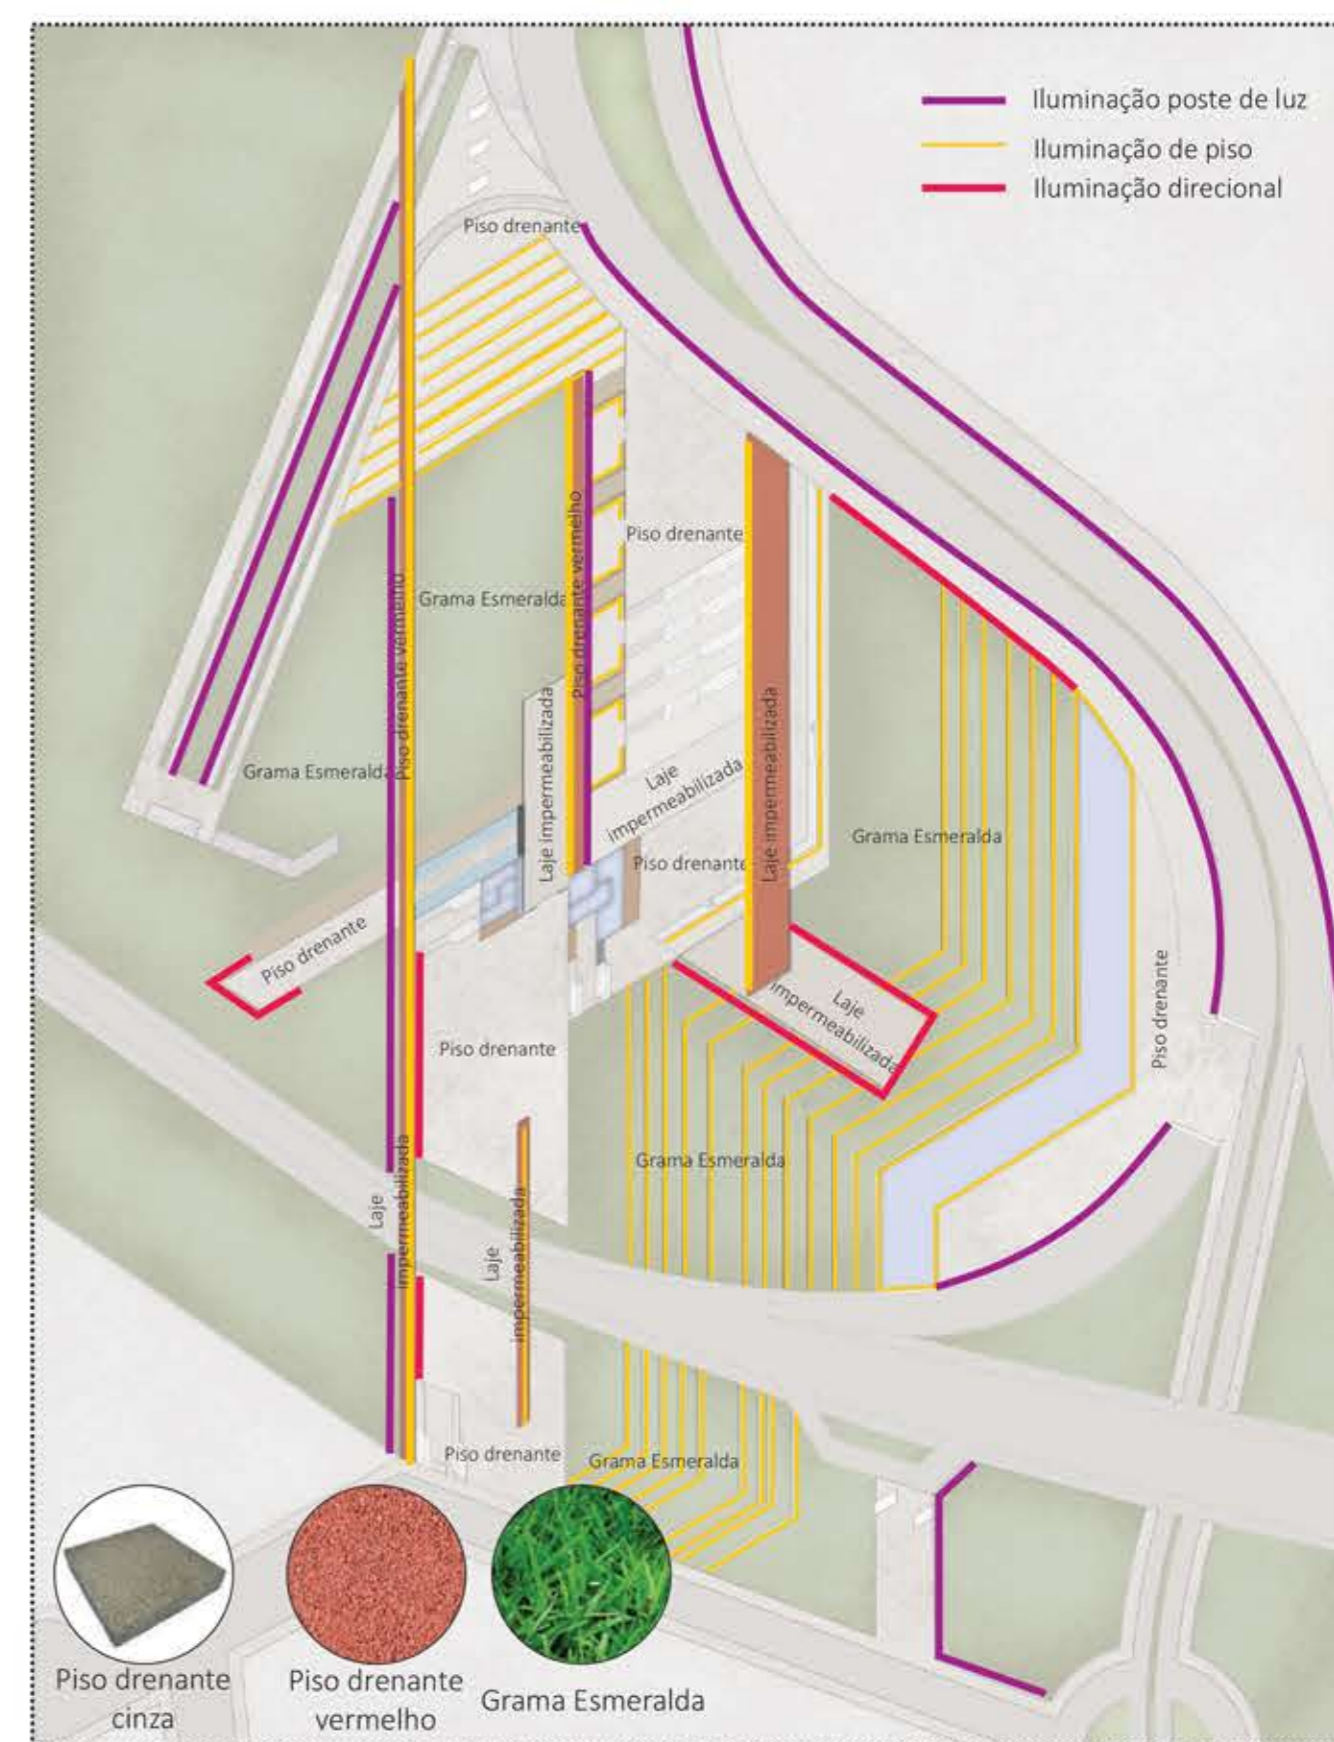 Iluminação poste de luz
Iluminação de piso
Iluminação direcional
Piso drenante
Piso drenante vermelho
Piso drenante
Piso drenante vermelho
Grama Esmeralda
Laje impermeabilizada
Laje impermeabilizada
Grama Esmeralda
Laje
impermeabilizada
Grama Esmeralda
Piso drenante
Piso drenante
Piso drenante
Laje
impermeabilizada
Piso drenante
Piso drenante
Grama Esmeralda
Laje
impermeabilizada
Laje
impermeabilizada
Piso drenante
Grama Esmeralda
Piso drenante
cinza
Piso drenante
vermelho
Grama Esmeralda